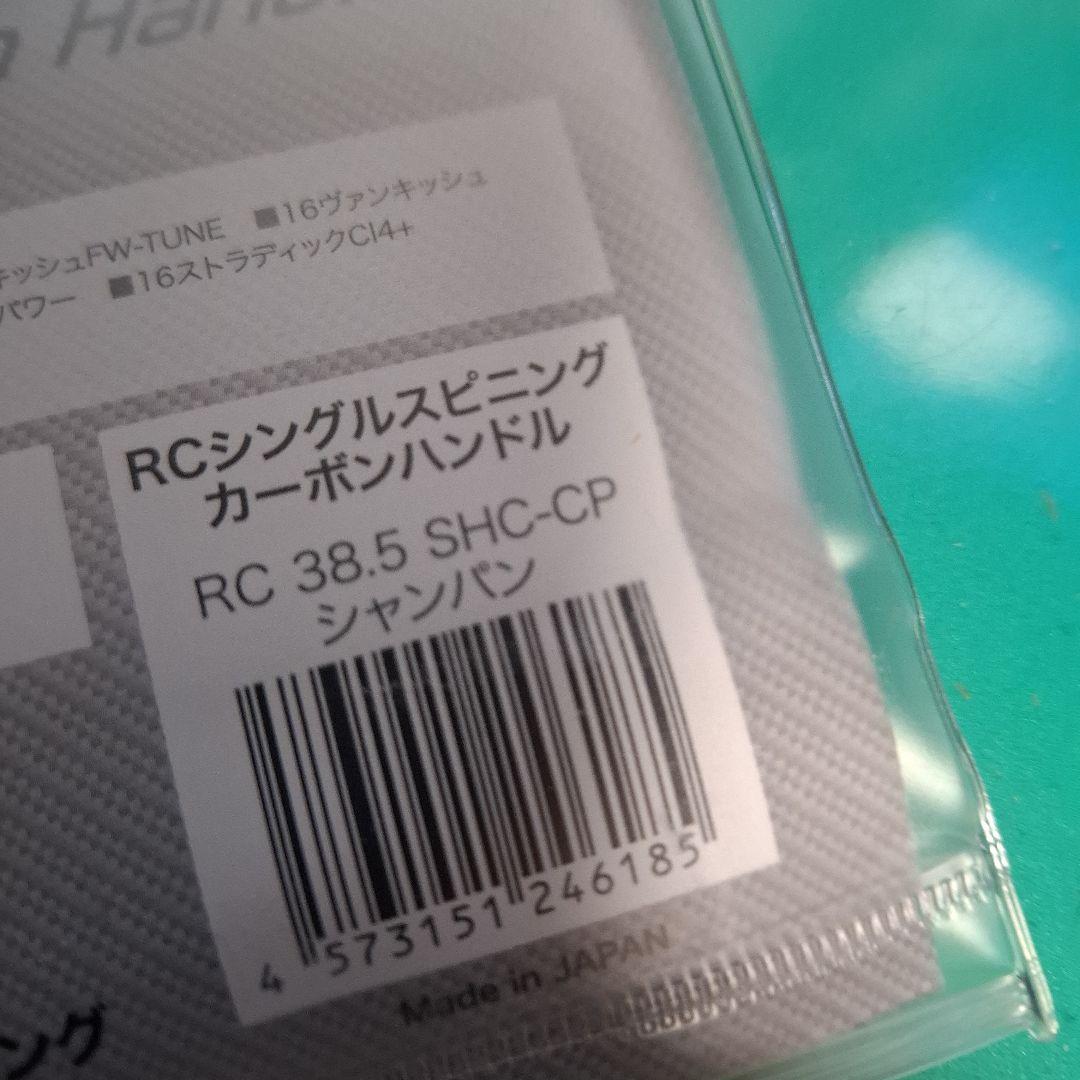 キッシュFW-TUNE ■16ヴァンキッシュ
パワー ■16ストラディックCI4+
RCシングルスピニング
カーボンハンドル
RC 38.5 SHC-CP
シャンパン
4 573151 246185
Made in JAPAN
ング